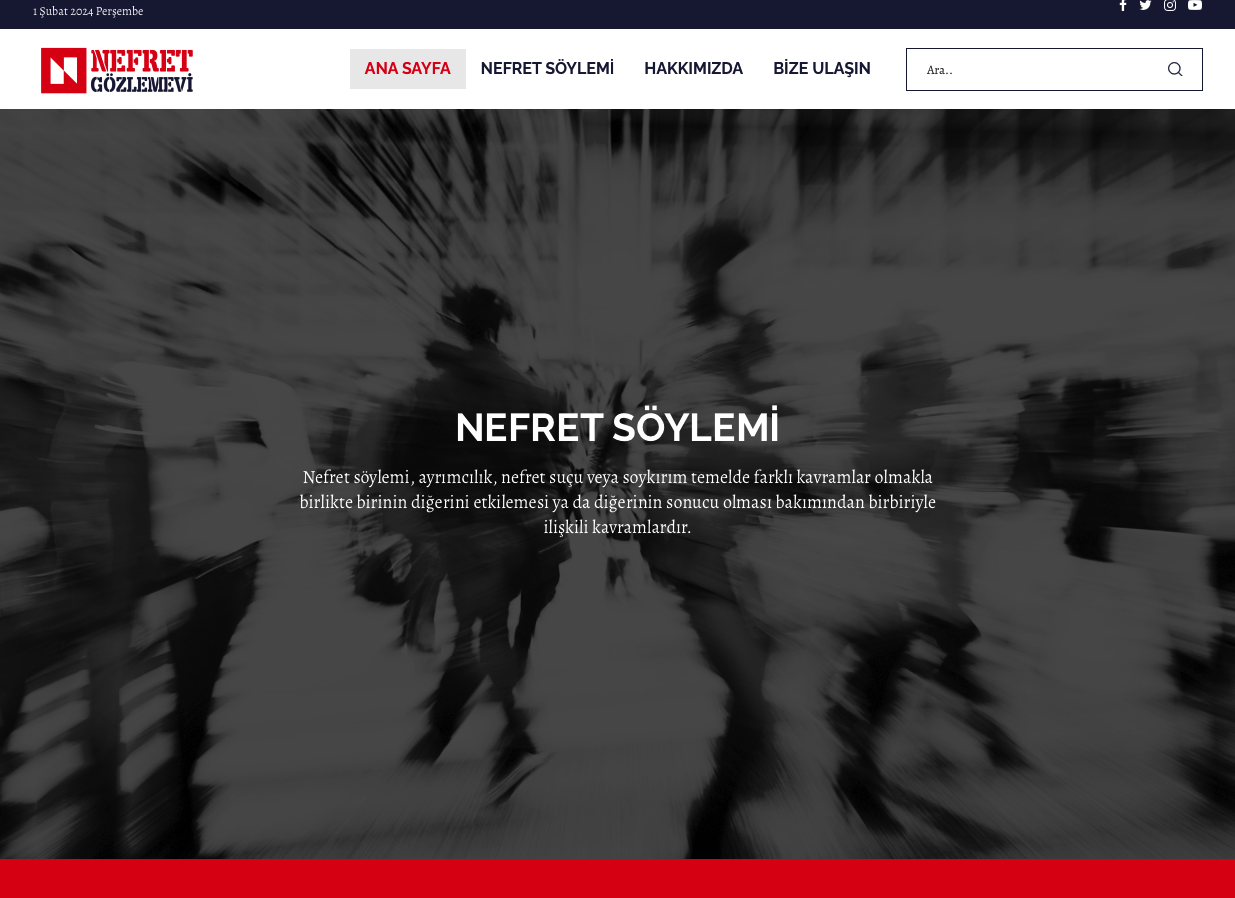 1 Şubat 2024 Perşembe
NEFRET
GÖZLEMEVİ
ANA SAYFA
NEFRET SÖYLEMİ
HAKKIMIZDA
BİZE ULAŞIN
Ara..
NEFRET SÖYLEMİ
Nefret söylemi, ayrımcılık, nefret suçu veya soykırım temelde farklı kavramlar olmakla
birlikte birinin diğerini etkilemesi ya da diğerinin sonucu olması bakımından birbiriyle
ilişkili kavramlardır.